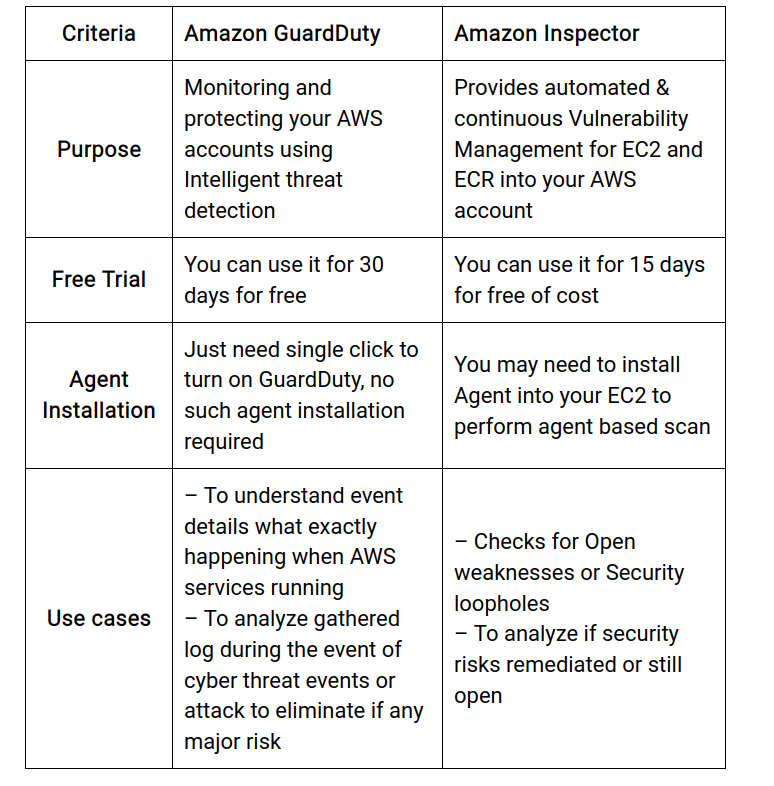 Criteria
Amazon GuardDuty
Amazon Inspector
Purpose
Monitoring and
protecting your AWS
accounts using
Intelligent threat
detection
Provides automated &
continuous Vulnerability
Management for EC2 and
ECR into your AWS
account
Free Trial
You can use it for 30
days for free
You can use it for 15 days
for free of cost
Agent
Installation
Just need single click to
turn on GuardDuty, no
such agent installation
required
You may need to install
Agent into your EC2 to
perform agent based scan
Use cases
– To understand event
details what exactly
happening when AWS
services running
– To analyze gathered
log during the event of
cyber threat events or
attack to eliminate if any
major risk
– Checks for Open
weaknesses or Security
loopholes
– To analyze if security
risks remediated or still
open